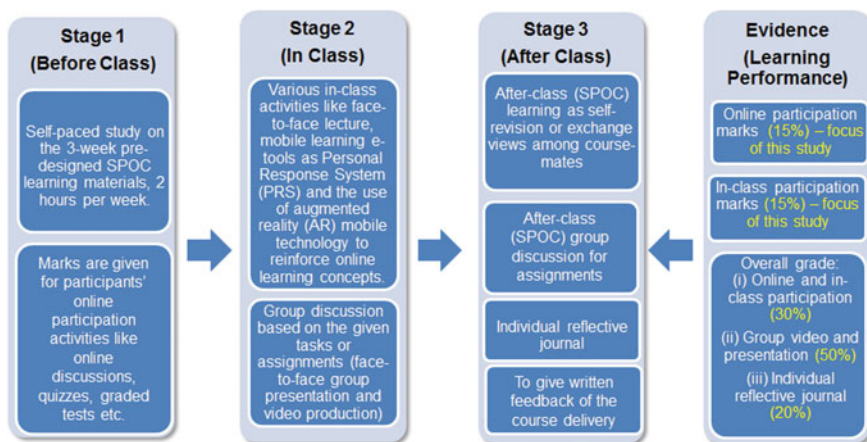 Stage 1
(Before Class)
Self-paced study on
the 3-week pre-
designed SPOC
learning materials, 2
hours per week.
Marks are given for
participants'
online
participation
activities like
online
discussions,
quizzes, graded
tests etc.
Stage 2
(In Class)
Various in-class
activities like face-
to-face lecture,
mobile learning e-
tools as Personal
Response System
(PRS) and the use
of augmented
reality (AR) mobile
technology to
reinforce online
learning concepts.
Group discussion
based on the given
tasks or
assignments (face-
to-face group
presentation and
video production)
Stage 3
(After Class)
After-class (SPOC)
learning as self-
revision or exchange
views among course-
mates
After-class
(SPOC) group
discussion for
assignments
Individual reflective
journal
To give written
feedback of the
course delivery
Evidence
(Learning
Performance)
Online participation
marks (15%) – focus
of this study
In-class participation
marks (15%) – focus
of this study
Overall grade:
(i) Online and in-
class participation
(30%)
(ii) Group video and
presentation (50%)
(iii) Individual
reflective journal
(20%)